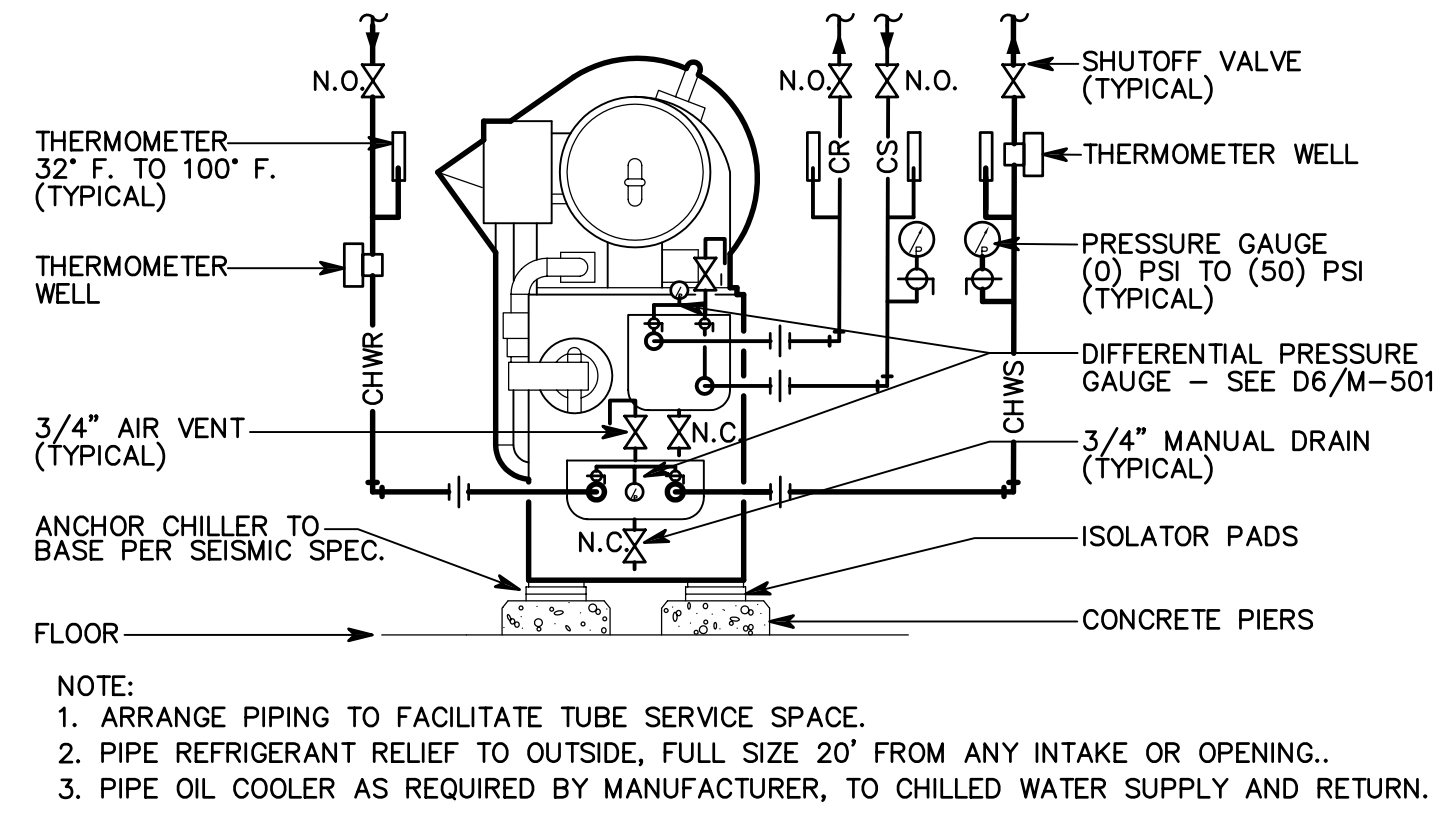 N.O.
N.O.
N.O.
SHUTOFF VALVE
(TYPICAL)
THERMOMETER
32° F. TO 100° F.
(TYPICAL)
CR
CS
THERMOMETER WELL
THERMOMETER
WELL
P
P
PRESSURE GAUGE
(0) PSI TO (50) PSI
(TYPICAL)
CHWR
CHWS
DIFFERENTIAL PRESSURE
GAUGE – SEE D6/M–501
3/4" AIR VENT
(TYPICAL)
N.C.
3/4" MANUAL DRAIN
(TYPICAL)
ANCHOR CHILLER TO
BASE PER SEISMIC SPEC.
N.C.
ISOLATOR PADS
FLOOR
CONCRETE PIERS
NOTE:
1. ARRANGE PIPING TO FACILITATE TUBE SERVICE SPACE.
2. PIPE REFRIGERANT RELIEF TO OUTSIDE, FULL SIZE 20' FROM ANY INTAKE OR OPENING..
3. PIPE OIL COOLER AS REQUIRED BY MANUFACTURER, TO CHILLED WATER SUPPLY AND RETURN.